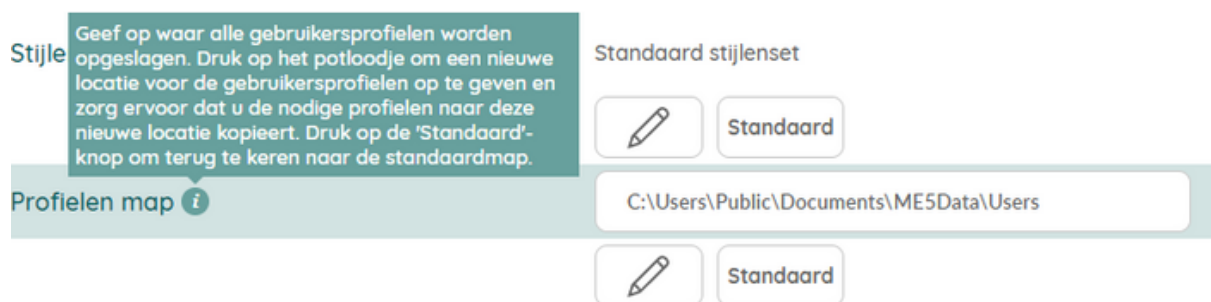 Geef op waar alle gebruikersprofielen worden
opgeslagen. Druk op het potloodje om een nieuwe
locatie voor de gebruikersprofielen op te geven en
zorg ervoor dat u de nodige profielen naar deze
nieuwe locatie kopieert. Druk op de 'Standaard'-
knop om terug te keren naar de standaardmap.
Stijle
Standaard stijlenset
Standaard
Profielen map i
C:\Users\Public\Documents\ME5Data\Users
Standaard